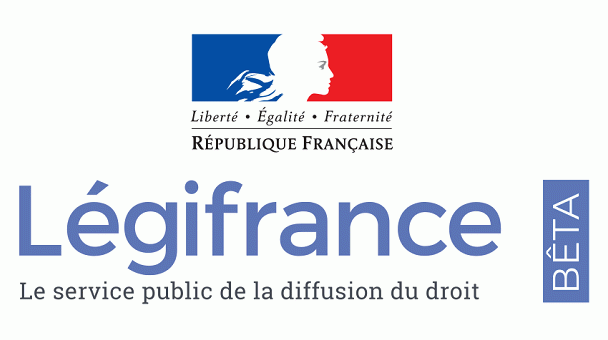 Liberté • Égalité • Fraternité
RÉPUBLIQUE FRANÇAISE
Légifrance
BÊTA
Le service public de la diffusion du droit